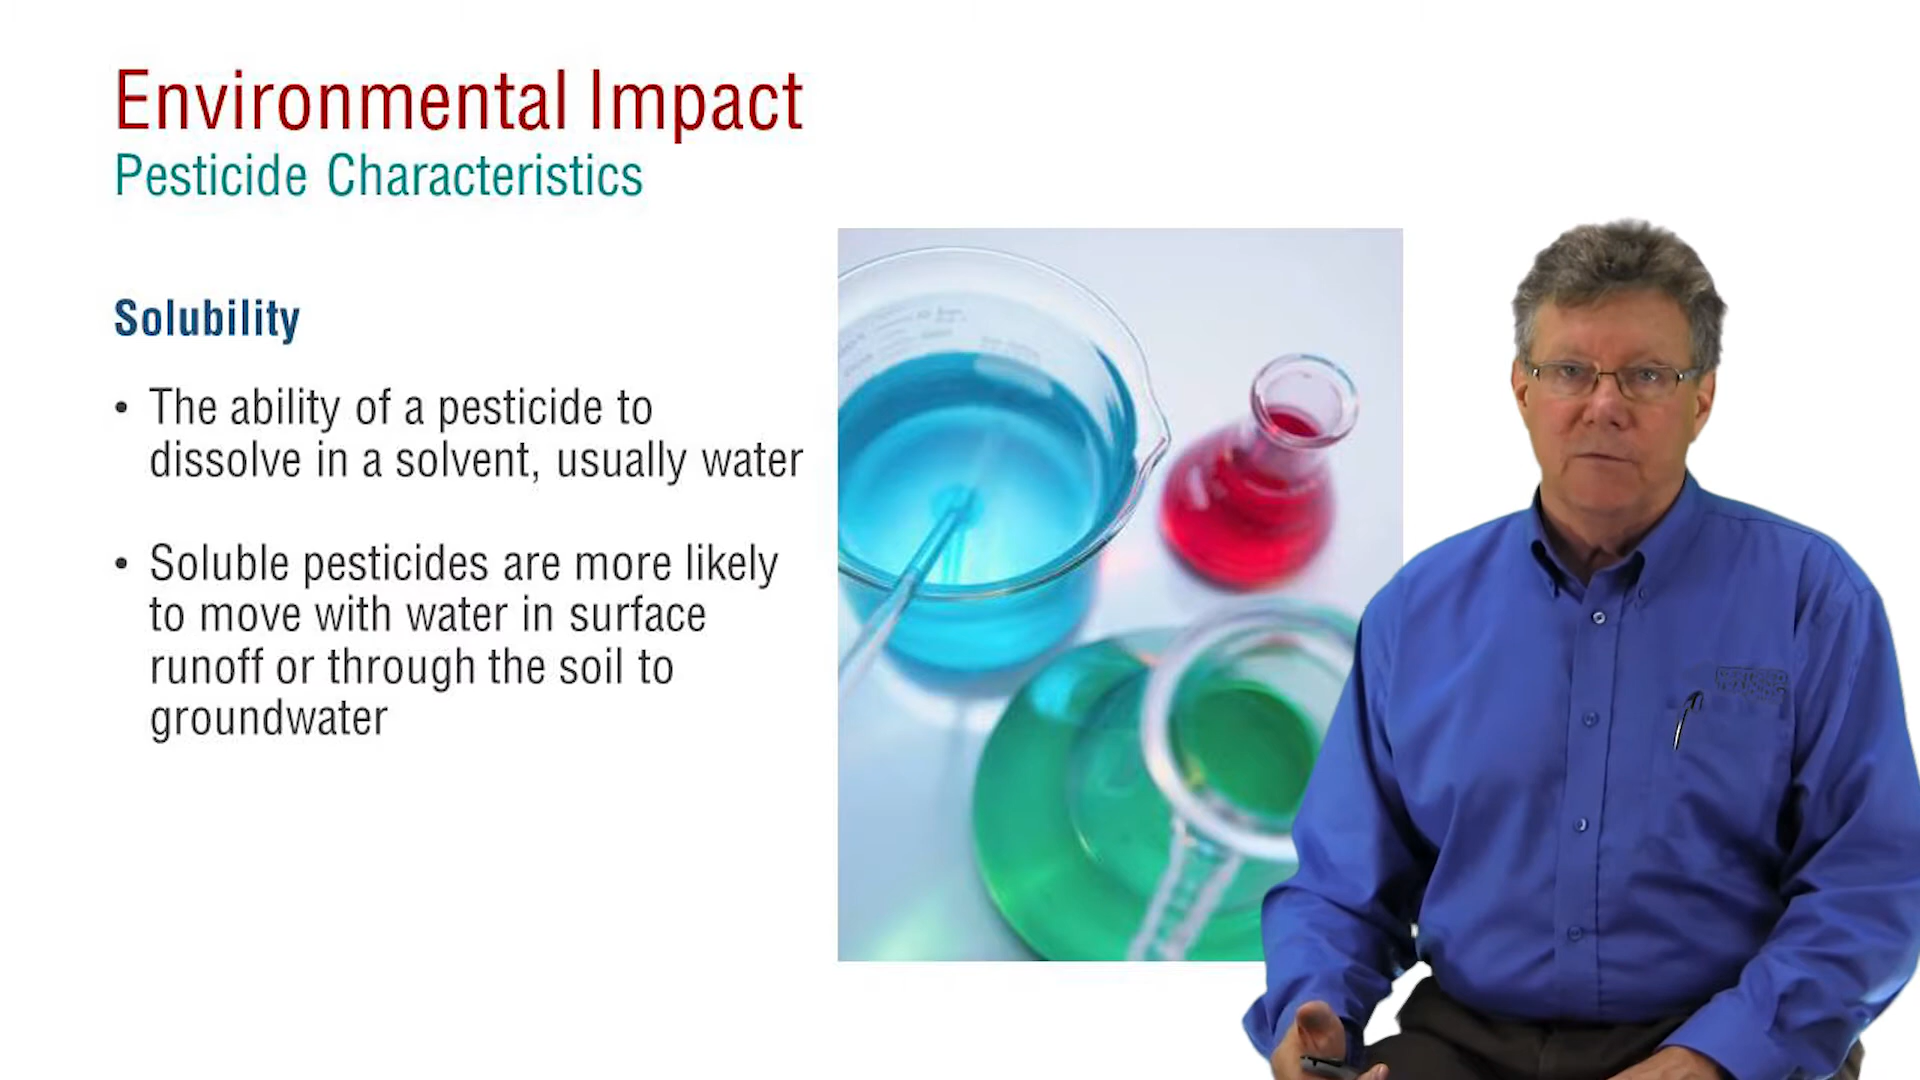 Environmental Impact
Pesticide Characteristics
Solubility
• The ability of a pesticide to
dissolve in a solvent, usually water
• Soluble pesticides are more likely
to move with water in surface
runoff or through the soil to
groundwater